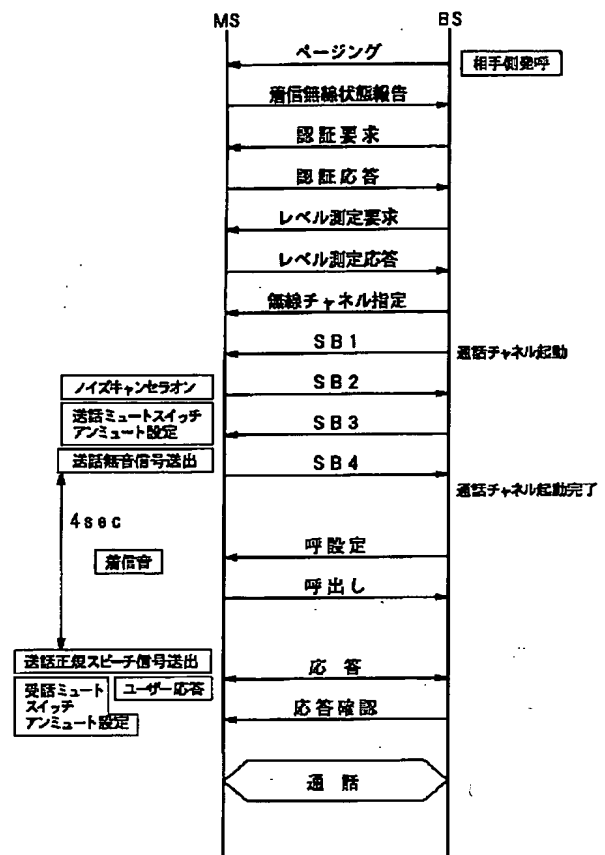 MS
BS
ページング
相手側発呼
着信無線状態報告
認証要求
認証応答
レベル測定要求
レベル測定応答
無線チャネル指定
SB1
通話チャネル起動
ノイズキャンセラオン
SB2
送話ミュートスイッチ
アンミュート設定
SB3
送話無音信号送出
SB4
通話チャネル起動完了
4sec
呼設定
着信音
呼出し
送話正規スピーチ信号送出
応答
受話ミュート
スイッチ
アンミュート設定
ユーザー応答
応答確認
通話